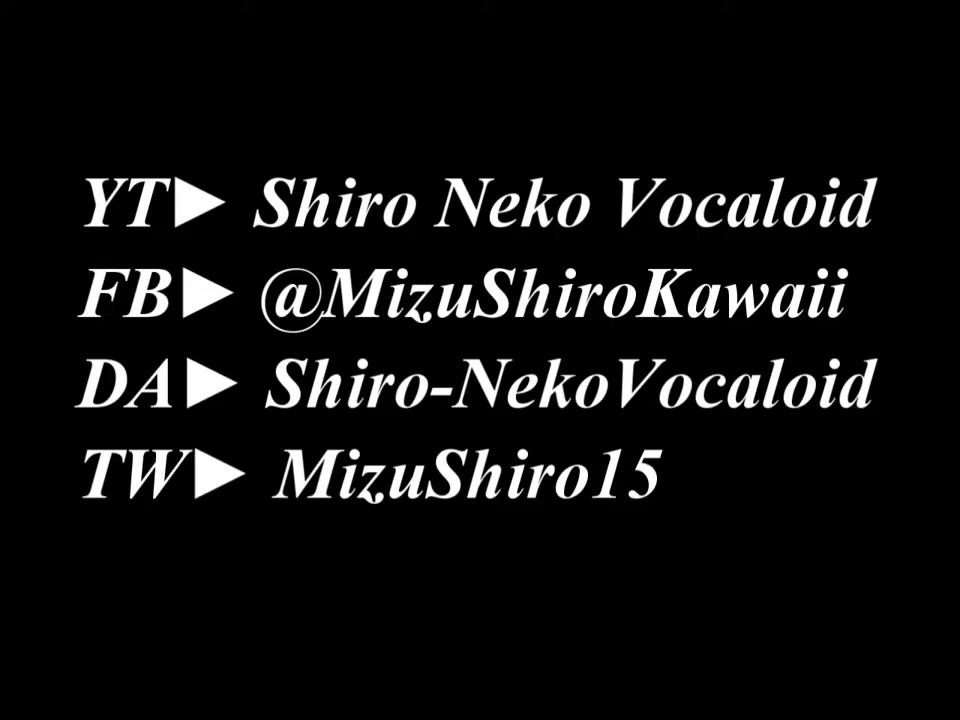 YT► Shiro Neko Vocaloid
FB► @MizuShiroKawaii
DA► Shiro-NekoVocaloid
TW► MizuShiro15